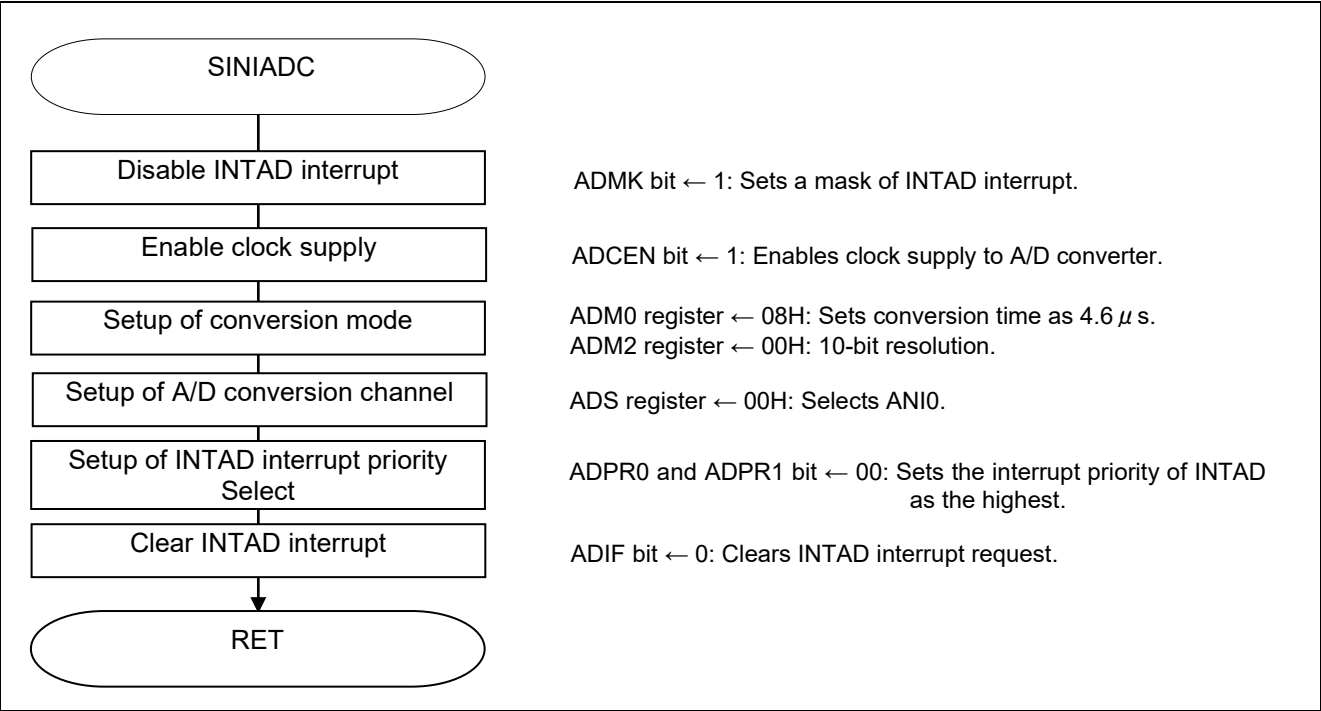 SINIADC
Disable INTAD interrupt
ADMK bit ← 1: Sets a mask of INTAD interrupt.
Enable clock supply
ADCEN bit ← 1: Enables clock supply to A/D converter.
Setup of conversion mode
ADM0 register ← 08H: Sets conversion time as 4.6 μ s.
ADM2 register ← 00H: 10-bit resolution.
Setup of A/D conversion channel
ADS register ← 00H: Selects ANI0.
Setup of INTAD interrupt priority
Select
ADPR0 and ADPR1 bit ← 00: Sets the interrupt priority of INTAD
as the highest.
Clear INTAD interrupt
ADIF bit ← 0: Clears INTAD interrupt request.
RET